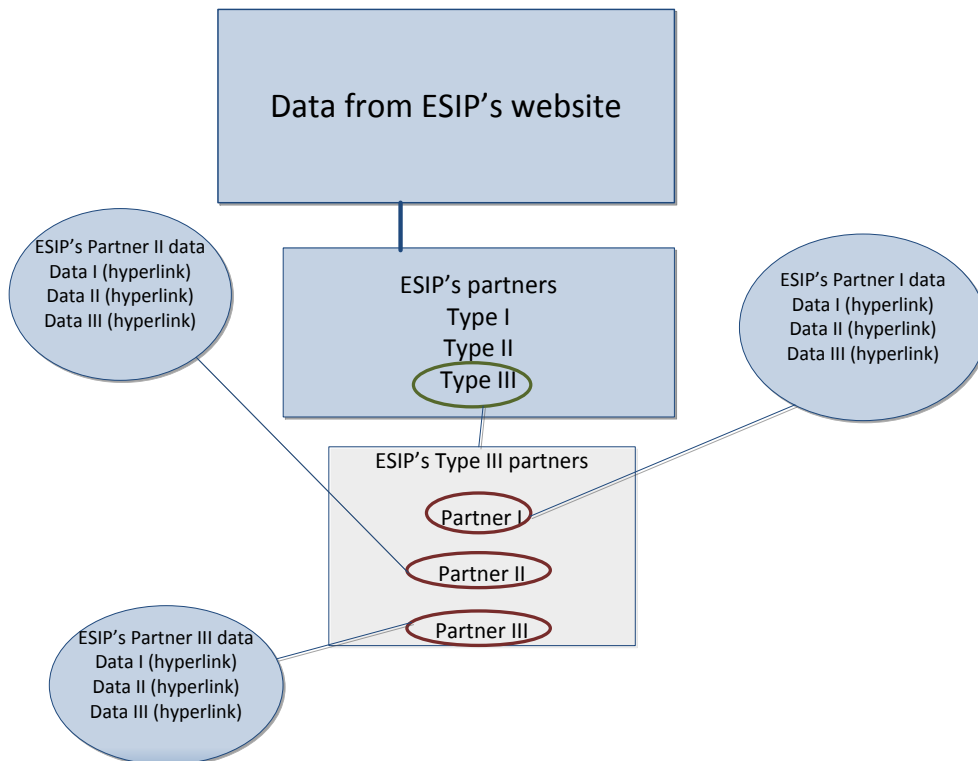 Data from ESIP's website
ESIP's partners
Type I
Type II
Type III
ESIP's Partner II data
Data I (hyperlink)
Data II (hyperlink)
Data III (hyperlink)
ESIP's Partner I data
Data I (hyperlink)
Data II (hyperlink)
Data III (hyperlink)
ESIP's Type III partners
Partner I
Partner II
Partner III
ESIP's Partner III data
Data I (hyperlink)
Data II (hyperlink)
Data III (hyperlink)